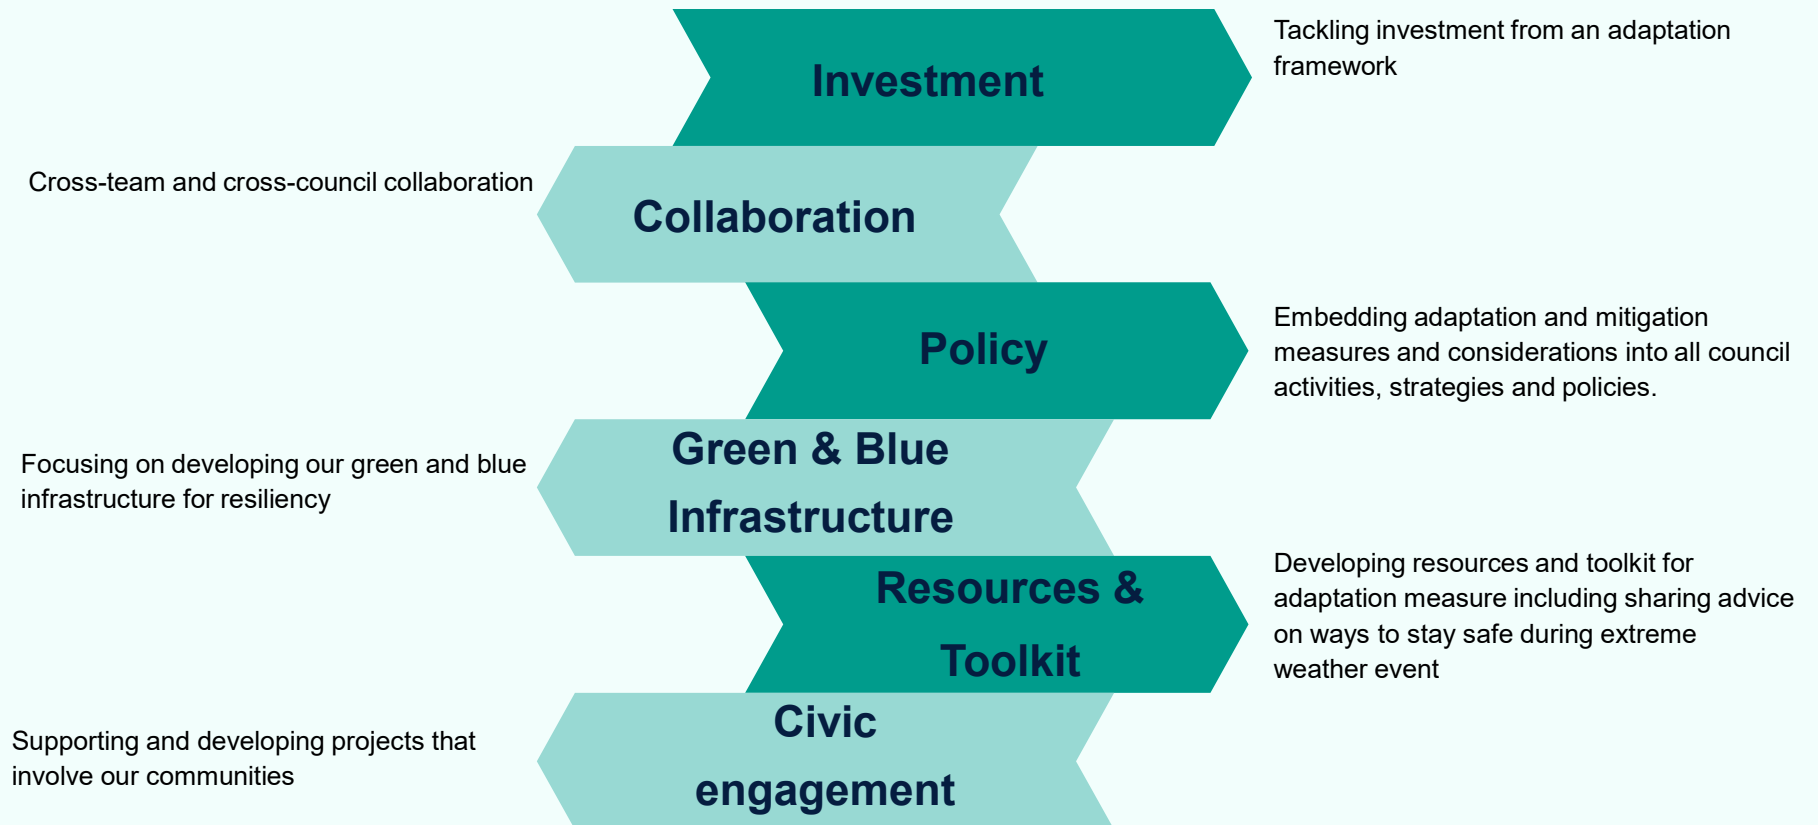 Investment
Tackling investment from an adaptation
framework
Collaboration
Cross-team and cross-council collaboration
Policy
Embedding adaptation and mitigation
measures and considerations into all council
activities, strategies and policies.
Green & Blue
Infrastructure
Focusing on developing our green and blue
infrastructure for resiliency
Resources &
Toolkit
Developing resources and toolkit for
adaptation measure including sharing advice
on ways to stay safe during extreme
weather event
Civic
engagement
Supporting and developing projects that
involve our communities